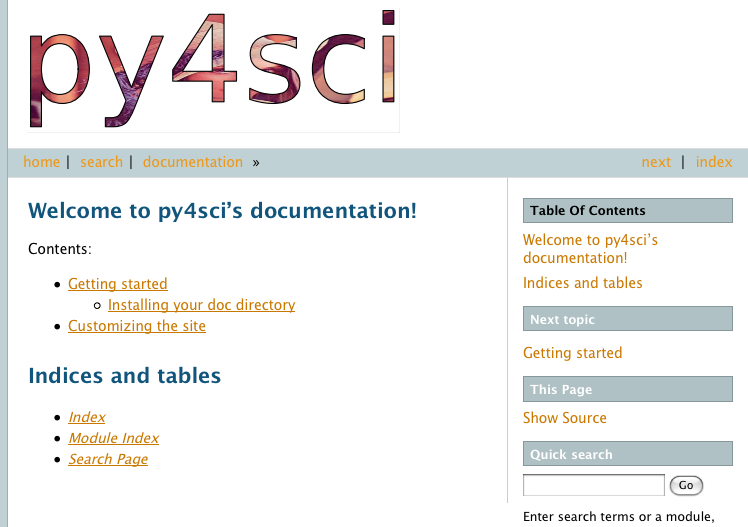 py4sci
home | search | documentation »
next | index
Welcome to py4sci's documentation!
Contents:
Getting started
Installing your doc directory
Customizing the site
Indices and tables
Index
Module Index
Search Page
Table Of Contents
Welcome to py4sci's
documentation!
Indices and tables
Next topic
Getting started
This Page
Show Source
Quick search
Go
Enter search terms or a module,